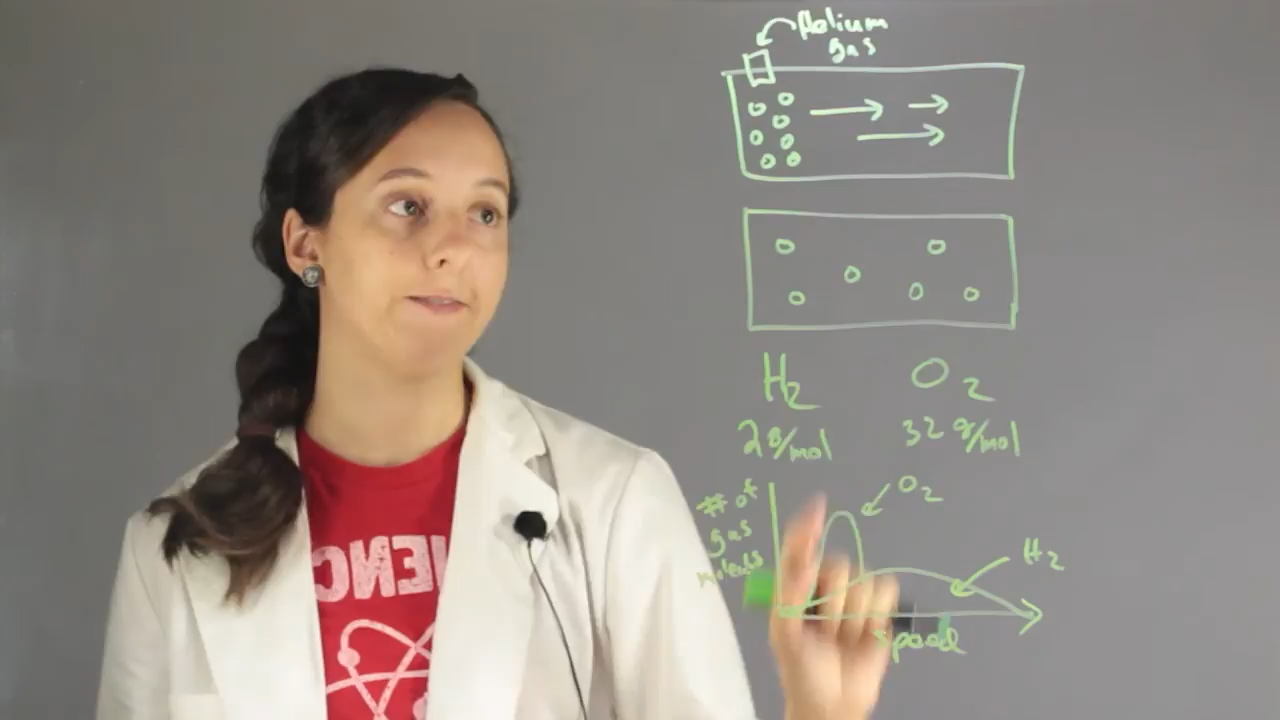 Helium
gas
H2
O2
2g/mol
32 g/mol
# of
gas
O2
H2
speed